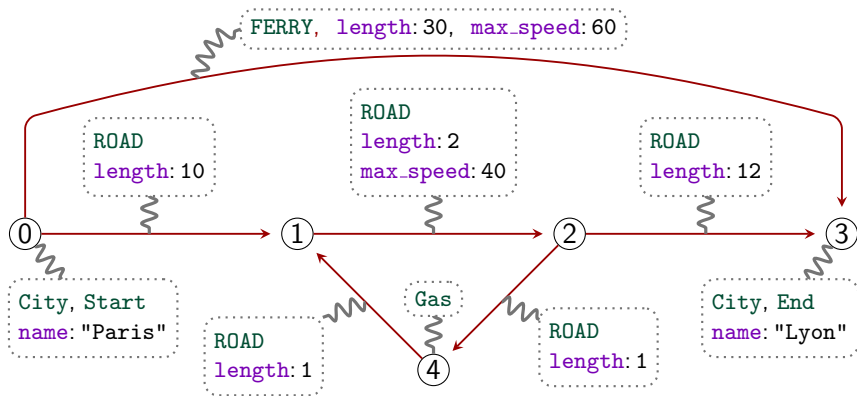 FERRY, length: 30, max_speed: 60
ROAD
length: 10
ROAD
length: 2
max_speed: 40
ROAD
length: 12
0
1
2
3
City, Start
name: "Paris"
ROAD
length: 1
Gas
4
ROAD
length: 1
City, End
name: "Lyon"